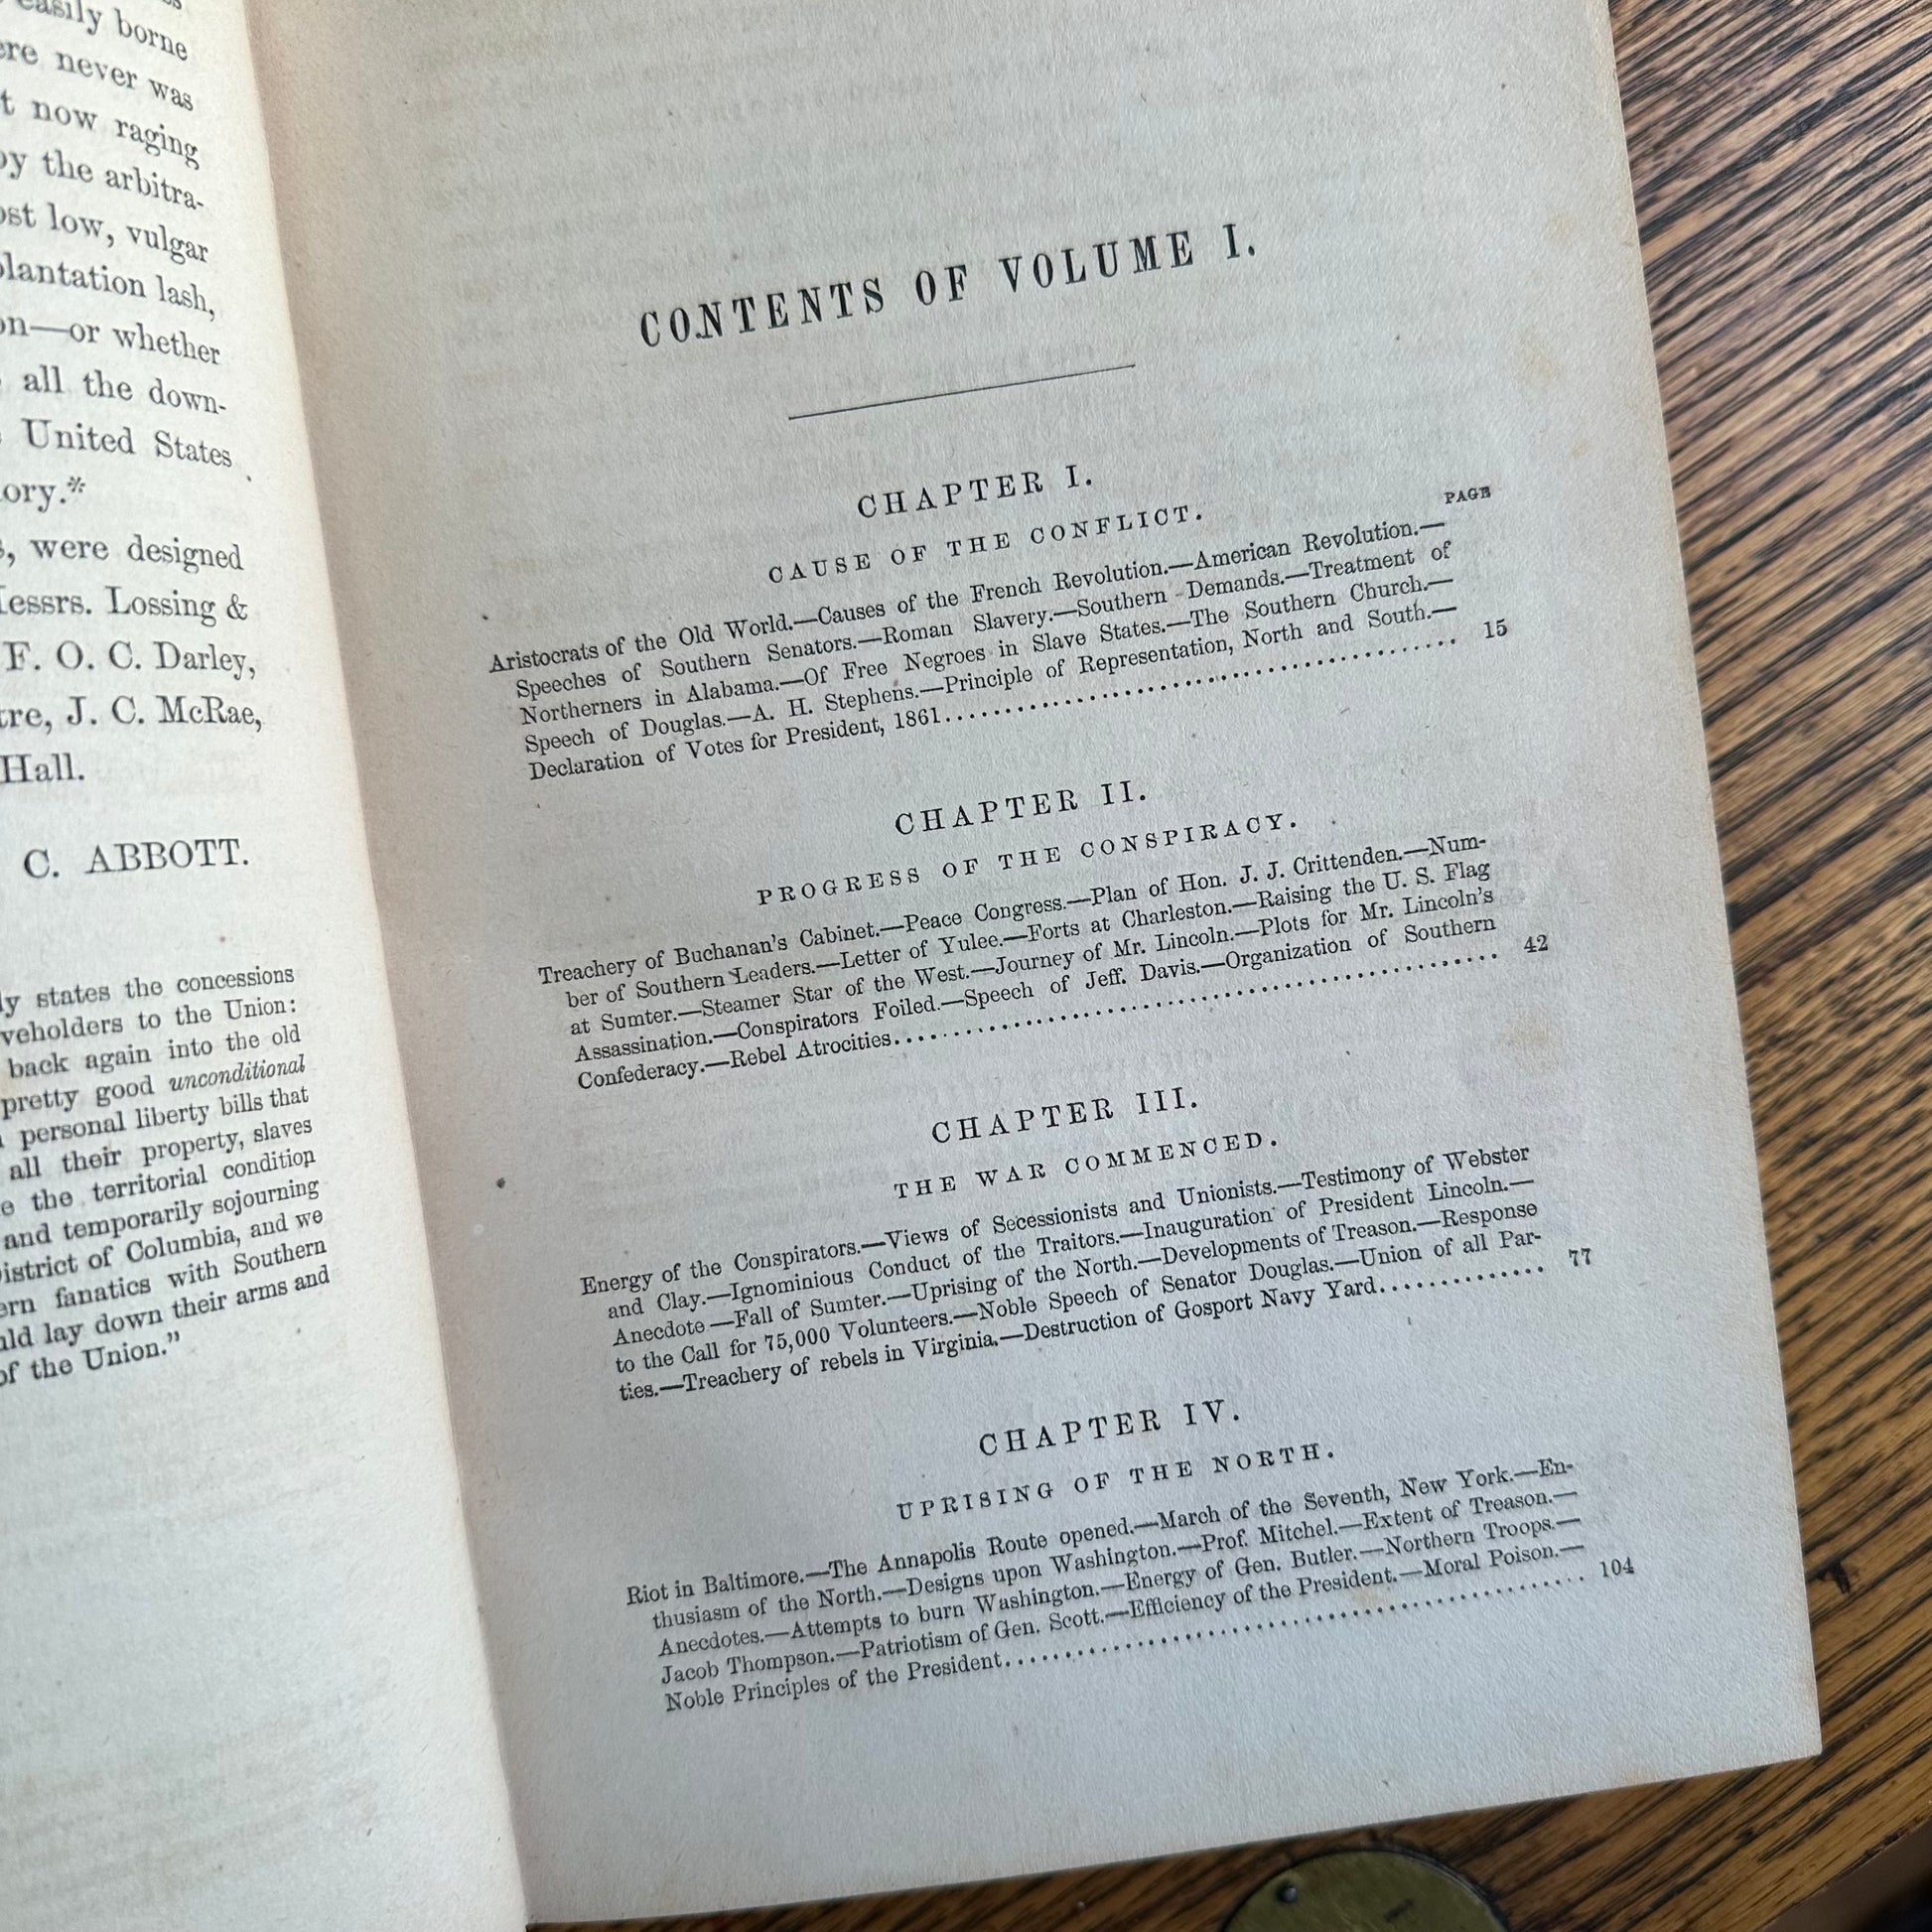 easily borne
ere never was
t now raging
by the arbitra-
ost low, vulgar
plantation lash,
on—or whether
all the down-
United States
ory.*
s, were designed
Messrs. Lossing &
F. O. C. Darley,
tre, J. C. McRae,
Hall.
C. ABBOTT.
ly states the concessions
veholders to the Union:
back again into the old
pretty good unconditional
personal liberty bills that
all their property, slaves
e the territorial condition
and temporarily sojourning
istrict of Columbia, and we
ern fanatics with Southern
uld lay down their arms and
of the Union."
CONTENTS OF VOLUME I.
CHAPTER I.
CAUSE OF THE CONFLICT.
PAGE
Aristocrats of the Old World.—Causes of the French Revolution.—American Revolution.—
Speeches of Southern Senators.—Roman Slavery.—Southern Demands.—Treatment of
Northerners in Alabama.—Of Free Negroes in Slave States.—The Southern Church.—
Speech of Douglas.—A. H. Stephens.—Principle of Representation, North and South.—
Declaration of Votes for President, 1861........................................ 15
CHAPTER II.
PROGRESS OF THE CONSPIRACY.
Treachery of Buchanan's Cabinet.—Peace Congress.—Plan of Hon. J. J. Crittenden.—Num-
ber of Southern Leaders.—Letter of Yulee.—Forts at Charleston.—Raising the U. S. Flag
at Sumter.—Steamer Star of the West.—Journey of Mr. Lincoln.—Plots for Mr. Lincoln's
Assassination.—Conspirators Foiled.—Speech of Jeff. Davis.—Organization of Southern
Confederacy.—Rebel Atrocities................................................ 42
CHAPTER III.
THE WAR COMMENCED.
Energy of the Conspirators.—Views of Secessionists and Unionists.—Testimony of Webster
and Clay.—Ignominious Conduct of the Traitors.—Inauguration of President Lincoln.—
Anecdote—Fall of Sumter.—Uprising of the North.—Developments of Treason.—Response
to the Call for 75,000 Volunteers.—Noble Speech of Senator Douglas.—Union of all Par-
ties.—Treachery of rebels in Virginia.—Destruction of Gosport Navy Yard.............. 77
CHAPTER IV.
UPRISING OF THE NORTH.
Riot in Baltimore.—The Annapolis Route opened.—March of the Seventh, New York.—En-
thusiasm of the North.—Designs upon Washington.—Prof. Mitchel.—Extent of Treason.—
Anecdotes.—Attempts to burn Washington.—Energy of Gen. Butler.—Northern Troops.—
Jacob Thompson.—Patriotism of Gen. Scott.—Efficiency of the President.—Moral Poison.—
Noble Principles of the President............................................. 104